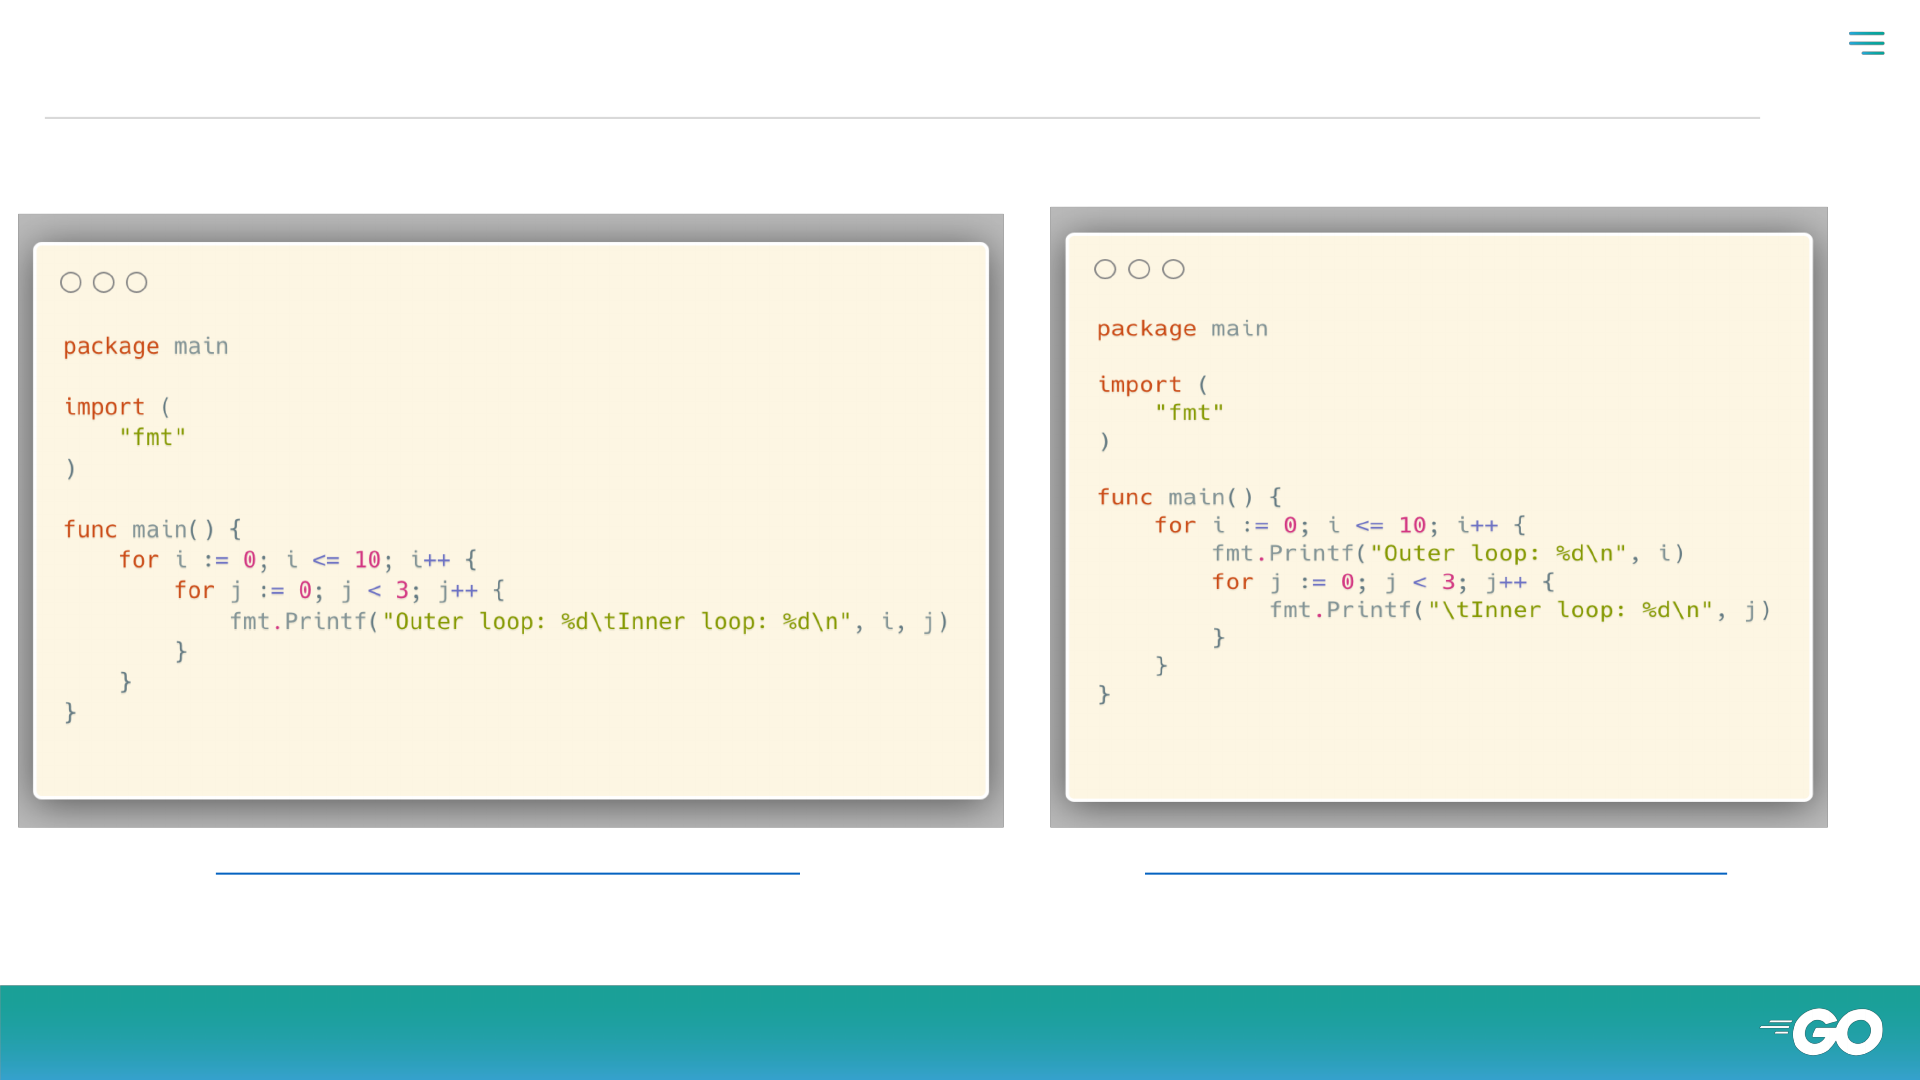 package main
import (
    "fmt"
)
func main() {
    for i := 0; i <= 10; i++ {
        for j := 0; j < 3; j++ {
            fmt.Printf("Outer loop: %d\tInner loop: %d\n", i, j)
        }
    }
}
package main
import (
    "fmt"
)
func main() {
    for i := 0; i <= 10; i++ {
        fmt.Printf("Outer loop: %d\n", i)
        for j := 0; j < 3; j++ {
            fmt.Printf("\tInner loop: %d\n", j)
        }
    }
}
GO